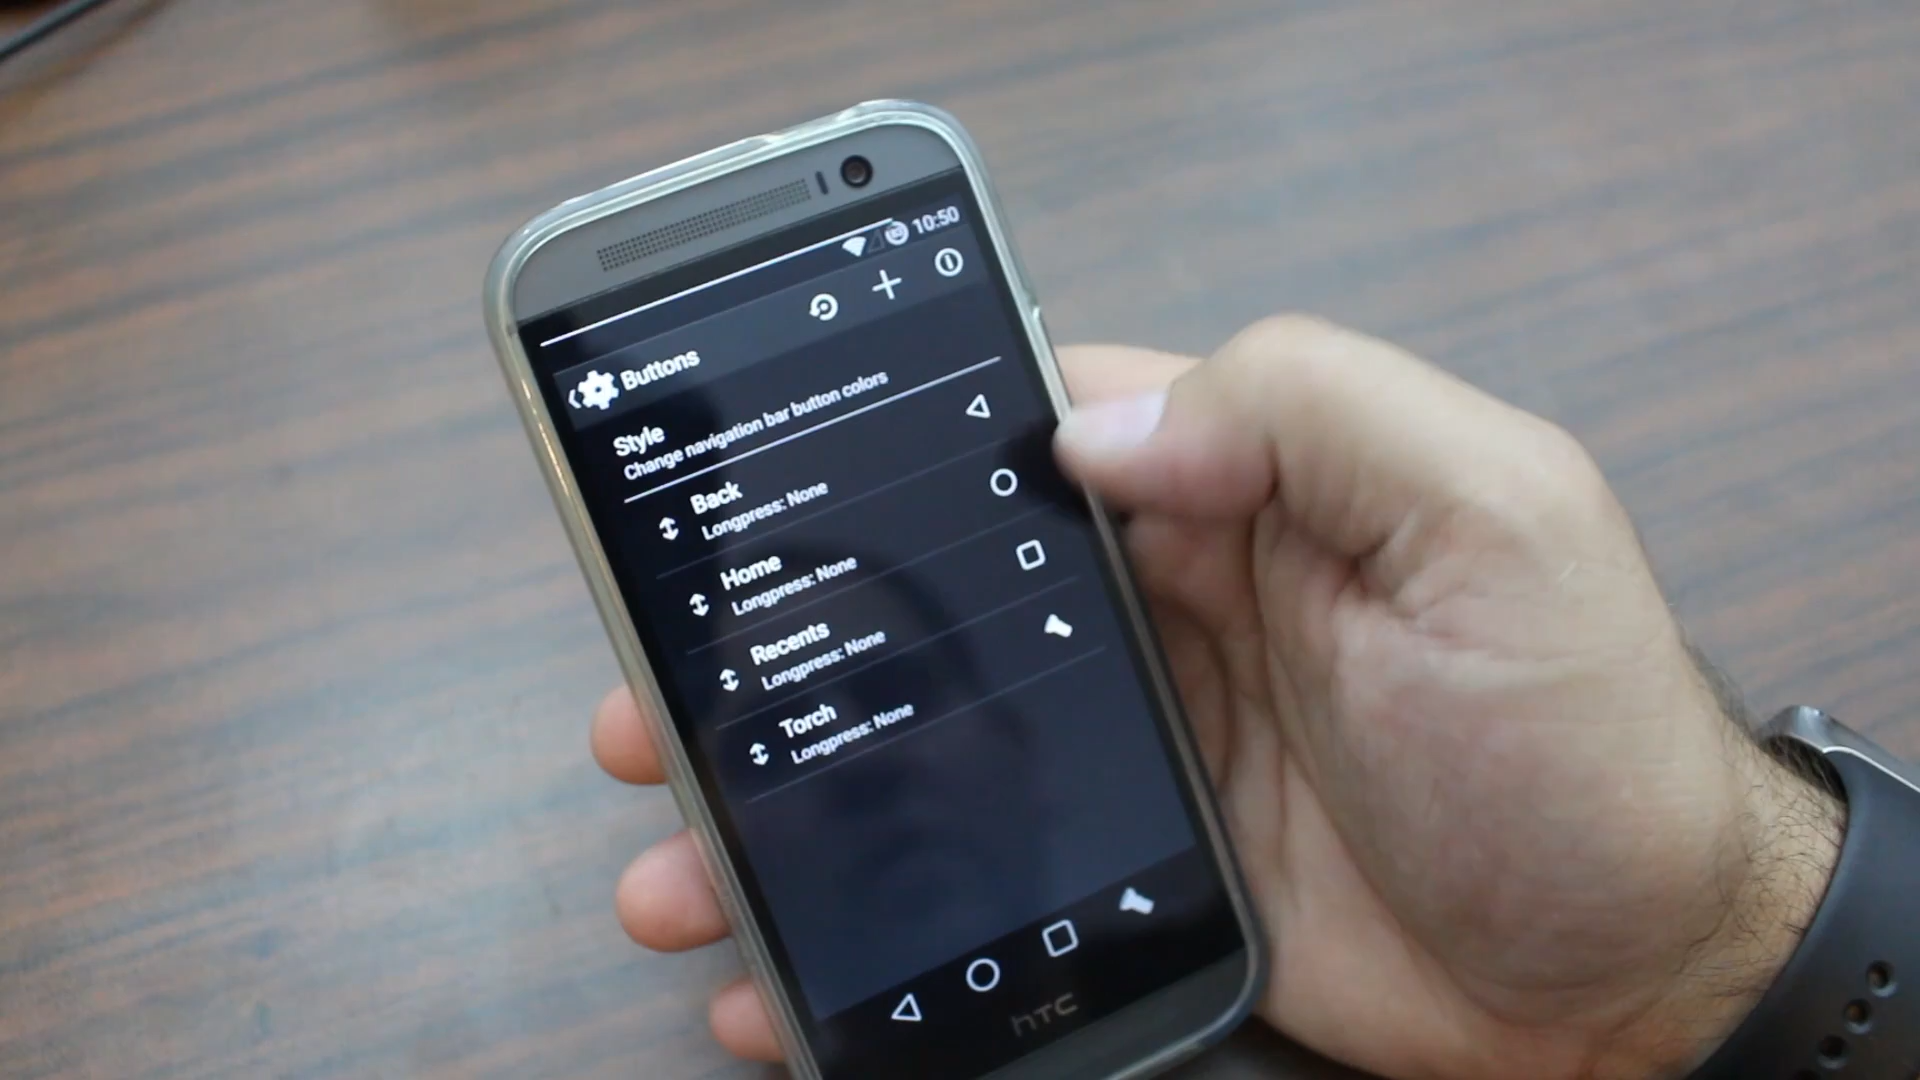 10:50
Buttons
Style
Change navigation bar button colors
Back
Longpress: None
Home
Longpress: None
Recents
Longpress: None
Torch
Longpress: None
hTC